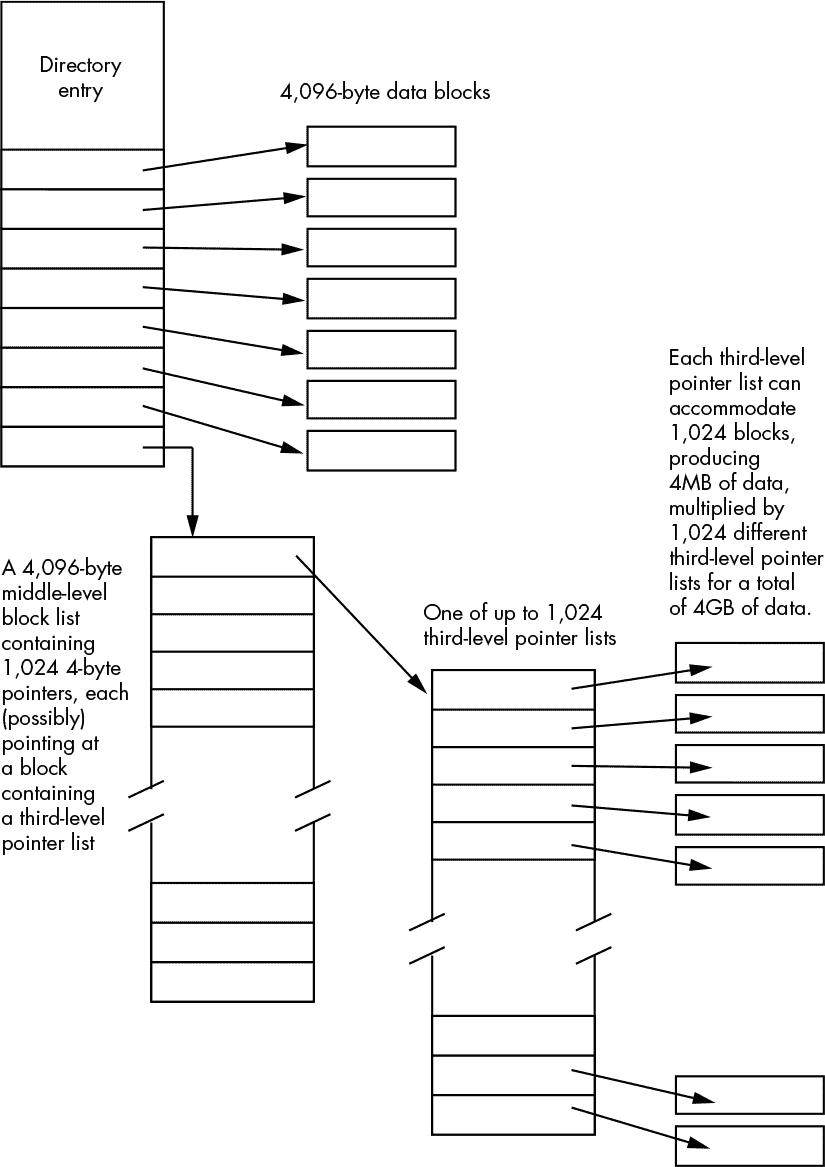 Directory
entry
4,096-byte data blocks
Each third-level
pointer list can
accommodate
1,024 blocks,
producing
4MB of data,
multiplied by
1,024 different
third-level pointer
lists for a total
of 4GB of data.
A 4,096-byte
middle-level
block list
containing
1,024 4-byte
pointers, each
(possibly)
pointing at
a block
containing
a third-level
pointer list
One of up to 1,024
third-level pointer lists